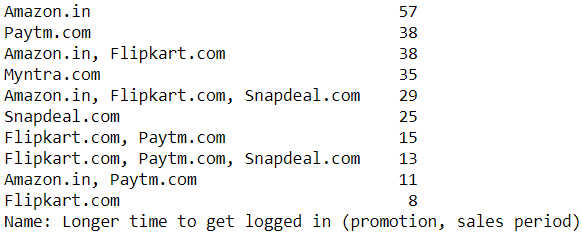 Amazon.in 57
Paytm.com 38
Amazon.in, Flipkart.com 38
Myntra.com 35
Amazon.in, Flipkart.com, Snapdeal.com 29
Snapdeal.com 25
Flipkart.com, Paytm.com 15
Flipkart.com, Paytm.com, Snapdeal.com 13
Amazon.in, Paytm.com 11
Flipkart.com 8
Name: Longer time to get logged in (promotion, sales period)